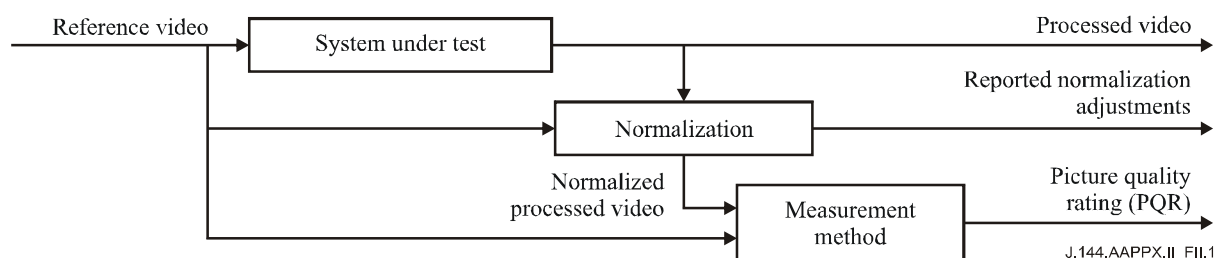 Reference video
System under test
Processed video
Reported normalization
adjustments
Normalization
Normalized
processed video
Measurement
method
Picture quality
rating (PQR)
J.144.AAPPX.II_FII.1